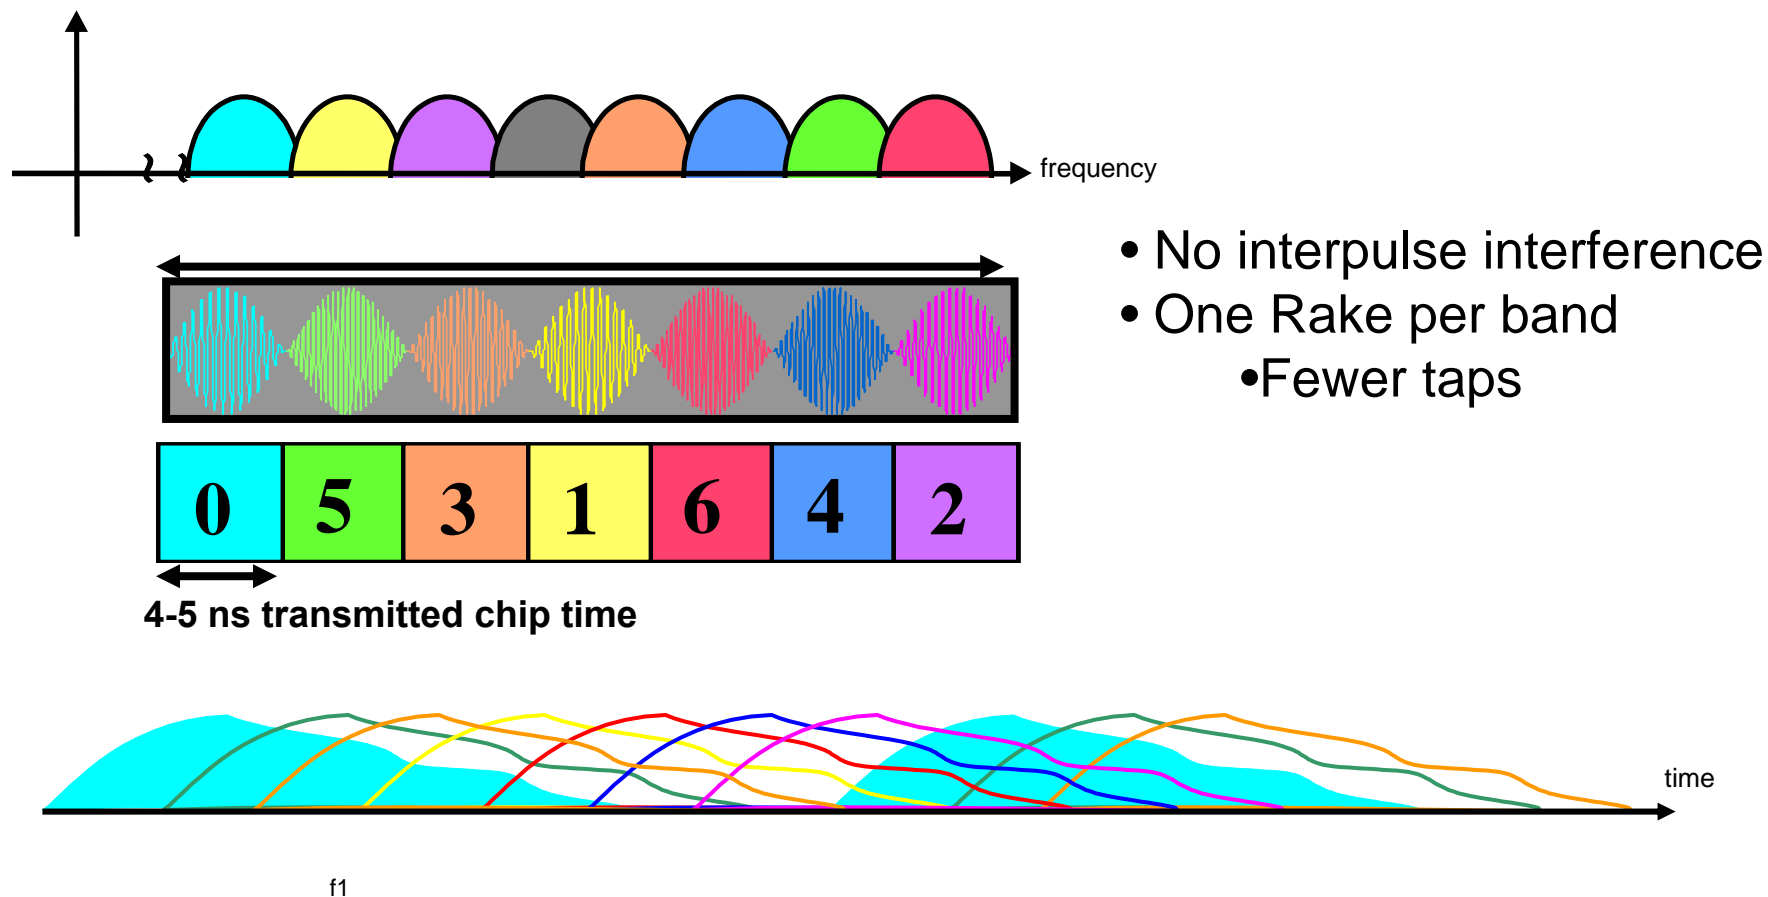 frequency
• No interpulse interference
• One Rake per band
•Fewer taps
0 5 3 1 6 4 2
4-5 ns transmitted chip time
time
f1